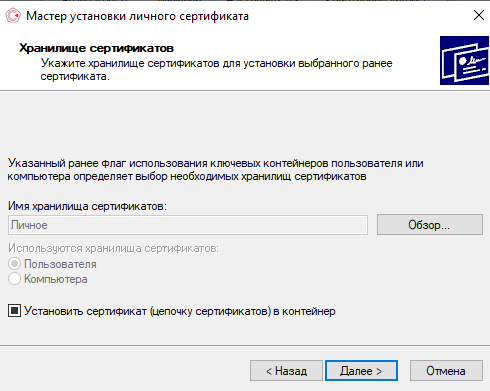 Мастер установки личного сертификата
Хранилище сертификатов
Укажите хранилище сертификатов для установки выбранного ранее
сертификата.
Указанный ранее флаг использования ключевых контейнеров пользователя или
компьютера определяет выбор необходимых хранилищ сертификатов
Имя хранилища сертификатов:
Личное
Обзор...
Используются хранилища сертификатов:
Пользователя
Компьютера
Установить сертификат (цепочку сертификатов) в контейнер
< Назад
Далее >
Отмена